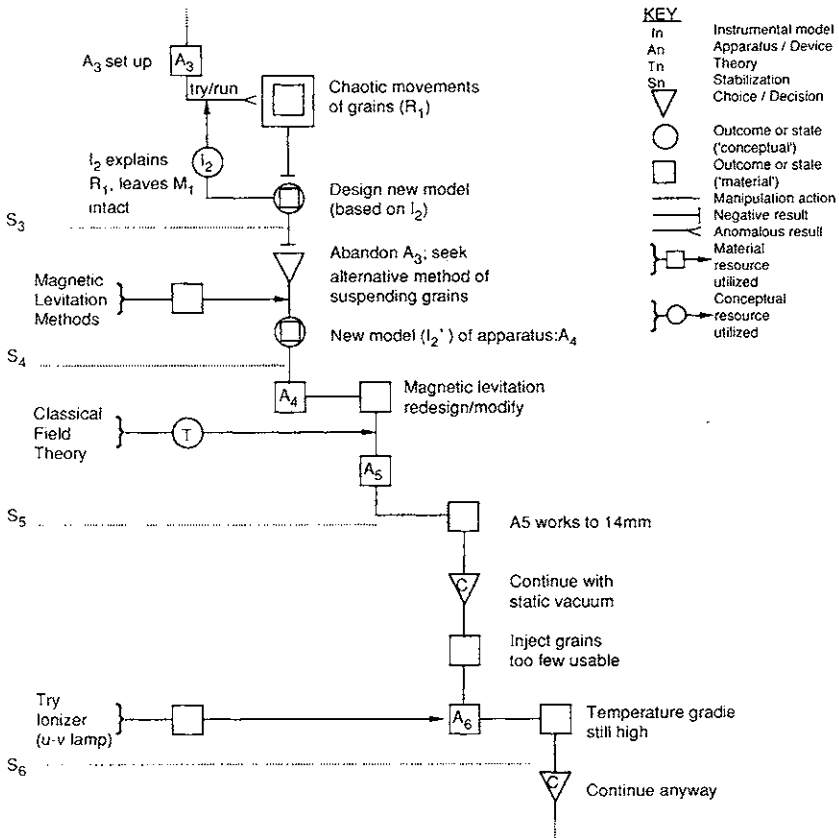 A3 set up
A3
try/run
Chaotic movements
of grains (R1)
I2 explains
R1, leaves M1
intact
I2
Design new model
(based on I2)
S3
Abandon A3; seek
alternative method of
suspending grains
Magnetic
Levitation
Methods
New model (I2') of apparatus:A4
S4
A4
Magnetic levitation
redesign/modify
Classical
Field
Theory
T
A5
S5
A5 works to 14mm
C
Continue with
static vacuum
Inject grains
too few usable
Try
Ionizer
(u-v lamp)
A6
Temperature gradie
still high
S6
C
Continue anyway
KEY
In Instrumental model
An Apparatus / Device
Tn Theory
Sn Stabilization
Choice / Decision
Outcome or state
('conceptual')
Outcome or state
('material')
Manipulation action
Negative result
Anomalous result
Material
resource
utilized
Conceptual
resource
utilized